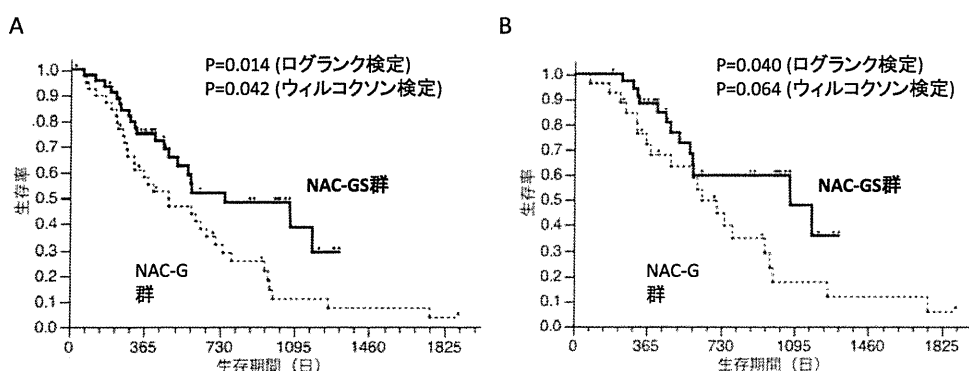 A
P=0.014 (ログランク検定)
P=0.042 (ウィルコクソン検定)
1.0
0.9
0.8
0.7
0.6
0.5
0.4
0.3
0.2
0.1
0.0
生存率
NAC-GS群
NAC-G
群
0 365 730 1095 1460 1825
生存期間(日)
B
P=0.040 (ログランク検定)
P=0.064 (ウィルコクソン検定)
1.0
0.9
0.8
0.7
0.6
0.5
0.4
0.3
0.2
0.1
0.0
生存率
NAC-GS群
NAC-G
群
0 365 730 1095 1460 1825
生存期間(日)